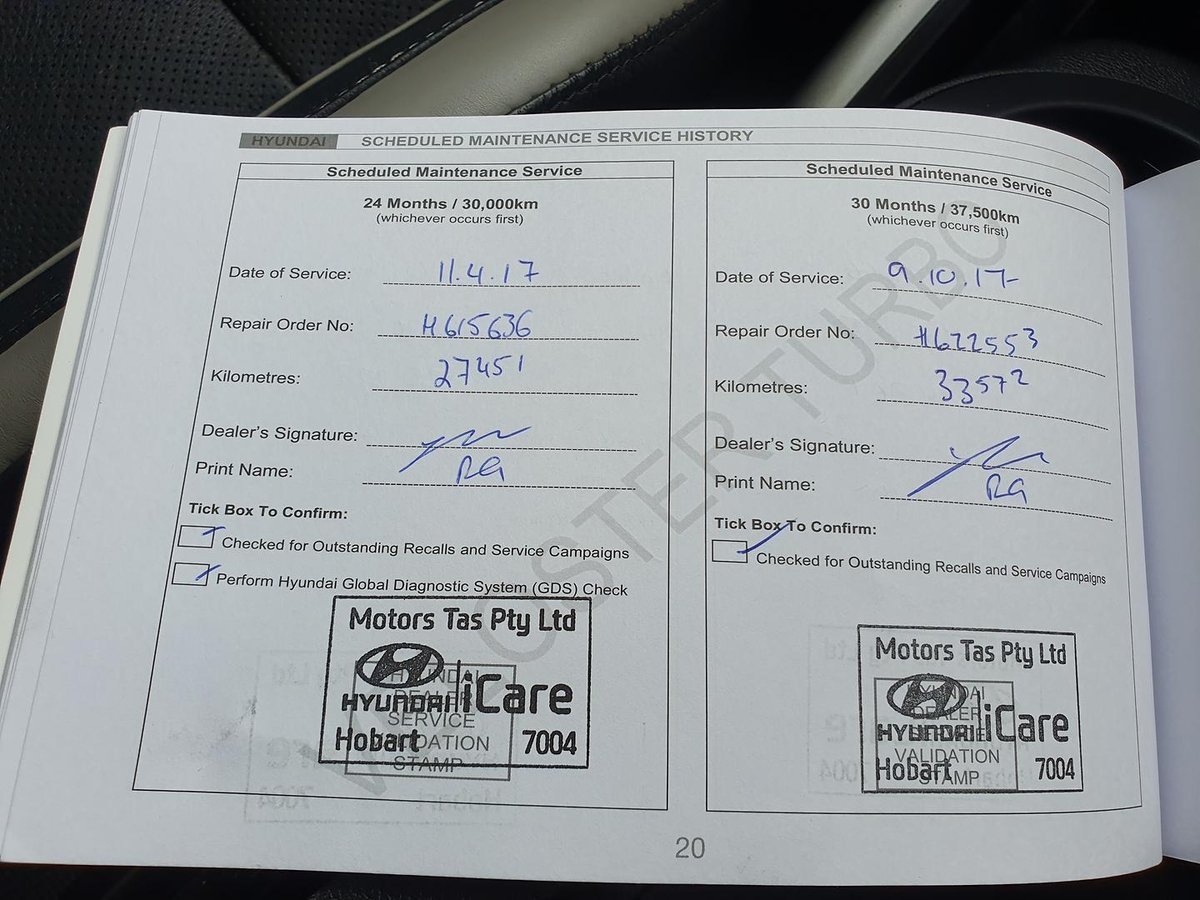 HYUNDAI SCHEDULED MAINTENANCE SERVICE HISTORY
Scheduled Maintenance Service
24 Months / 30,000km
(whichever occurs first)
Date of Service: 11.4.17
Repair Order No: H615636
Kilometres: 27451
Dealer's Signature:
Print Name: RG
Tick Box To Confirm:
Checked for Outstanding Recalls and Service Campaigns
Perform Hyundai Global Diagnostic System (GDS) Check
Motors Tas Pty Ltd
HYUNDAI iCare
Hobart 7004
HYUNDAI
DEALER
SERVICE
VALIDATION
STAMP
Scheduled Maintenance Service
30 Months / 37,500km
(whichever occurs first)
Date of Service: 9.10.17
Repair Order No: H622553
Kilometres: 33572
Dealer's Signature:
Print Name: RG
Tick Box To Confirm:
Checked for Outstanding Recalls and Service Campaigns
Motors Tas Pty Ltd
HYUNDAI iCare
Hobart 7004
HYUNDAI
DEALER
SERVICE
VALIDATION
STAMP
VELOSTER TURBO
20